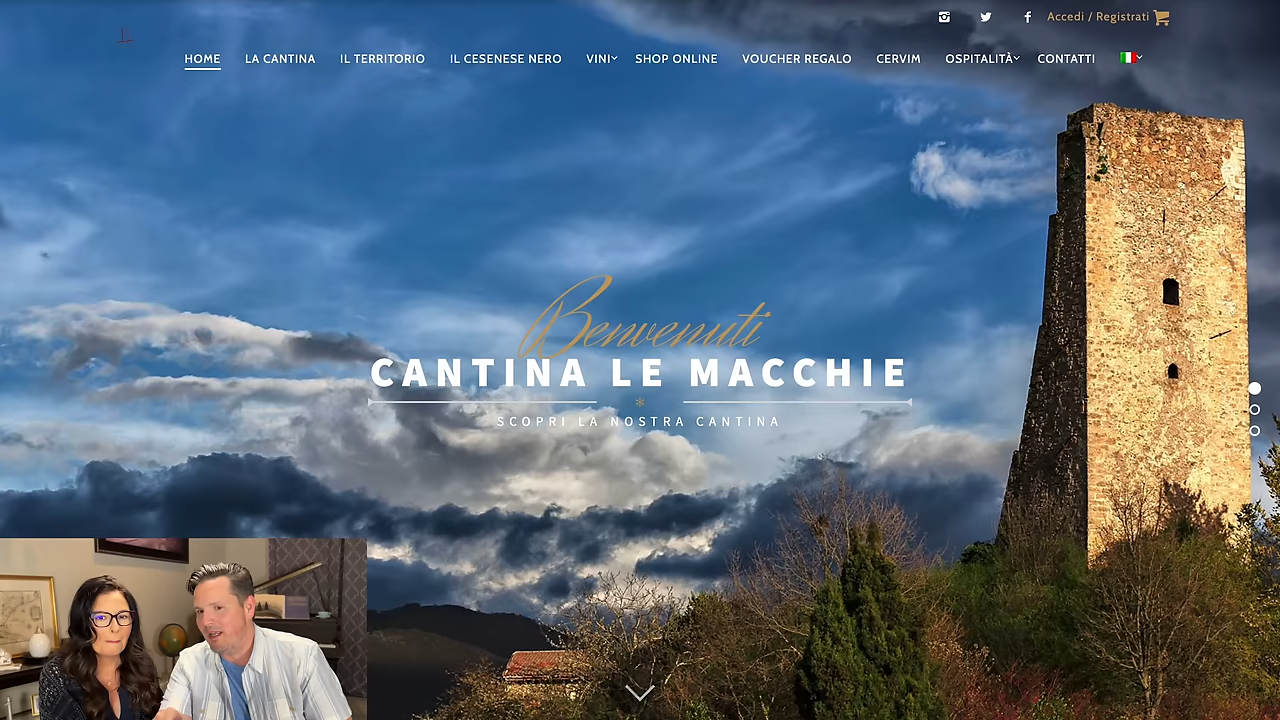 Accedi / Registrati
HOME LA CANTINA IL TERRITORIO IL CESENESE NERO VINI SHOP ONLINE VOUCHER REGALO CERVIM OSPITALITÀ CONTATTI
Benvenuti
CANTINA LE MACCHIE
SCOPRI LA NOSTRA CANTINA